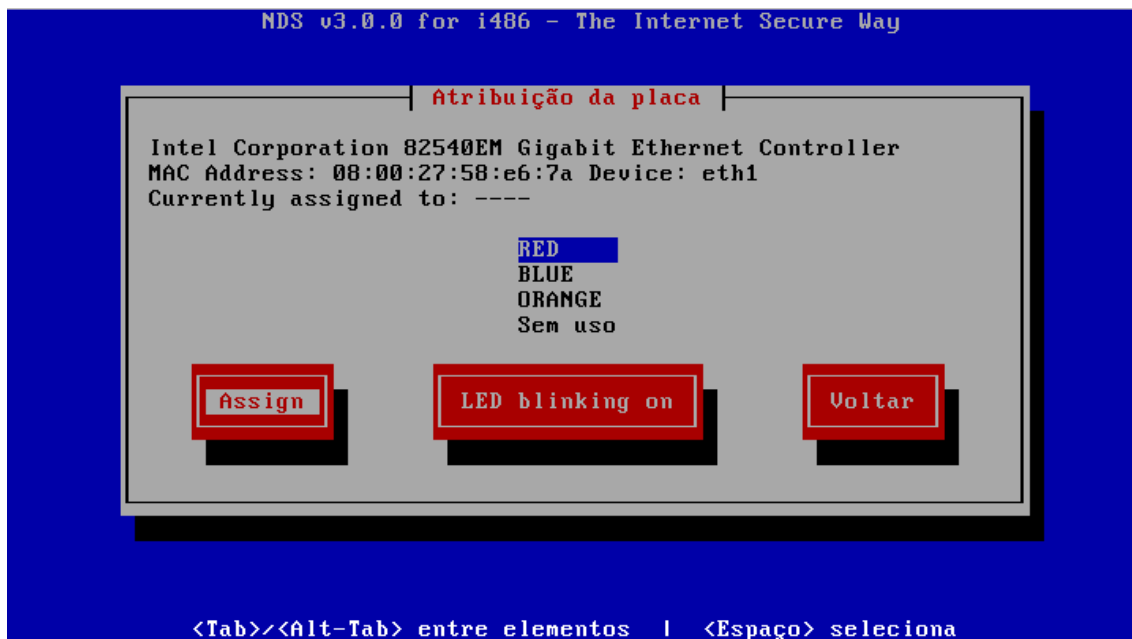 NDS v3.0.0 for i486 - The Internet Secure Way
Atribuição da placa
Intel Corporation 82540EM Gigabit Ethernet Controller
MAC Address: 08:00:27:58:e6:7a Device: eth1
Currently assigned to: ----
RED
BLUE
ORANGE
Sem uso
Assign LED blinking on Voltar
<Tab>/<Alt-Tab> entre elementos | <Espaço> seleciona